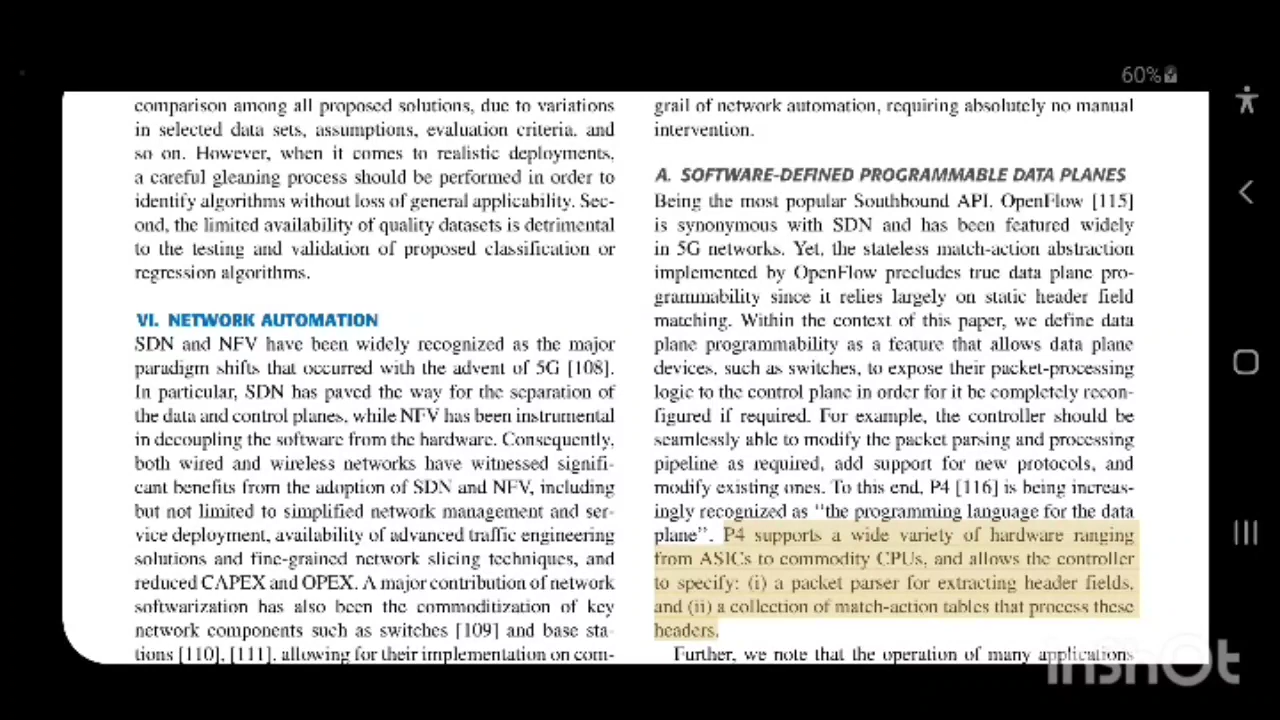 60%
comparison among all proposed solutions, due to variations
in selected data sets, assumptions, evaluation criteria, and
so on. However, when it comes to realistic deployments,
a careful gleaning process should be performed in order to
identify algorithms without loss of general applicability. Sec-
ond, the limited availability of quality datasets is detrimental
to the testing and validation of proposed classification or
regression algorithms.
VI. NETWORK AUTOMATION
SDN and NFV have been widely recognized as the major
paradigm shifts that occurred with the advent of 5G [108].
In particular, SDN has paved the way for the separation of
the data and control planes, while NFV has been instrumental
in decoupling the software from the hardware. Consequently,
both wired and wireless networks have witnessed signifi-
cant benefits from the adoption of SDN and NFV, including
but not limited to simplified network management and ser-
vice deployment, availability of advanced traffic engineering
solutions and fine-grained network slicing techniques, and
reduced CAPEX and OPEX. A major contribution of network
softwarization has also been the commoditization of key
network components such as switches [109] and base sta-
tions [110], [111], allowing for their implementation on com-
grail of network automation, requiring absolutely no manual
intervention.
A. SOFTWARE-DEFINED PROGRAMMABLE DATA PLANES
Being the most popular Southbound API, OpenFlow [115]
is synonymous with SDN and has been featured widely
in 5G networks. Yet, the stateless match-action abstraction
implemented by OpenFlow precludes true data plane pro-
grammability since it relies largely on static header field
matching. Within the context of this paper, we define data
plane programmability as a feature that allows data plane
devices, such as switches, to expose their packet-processing
logic to the control plane in order for it be completely recon-
figured if required. For example, the controller should be
seamlessly able to modify the packet parsing and processing
pipeline as required, add support for new protocols, and
modify existing ones. To this end, P4 [116] is being increas-
ingly recognized as "the programming language for the data
plane". P4 supports a wide variety of hardware ranging
from ASICs to commodity CPUs, and allows the controller
to specify: (i) a packet parser for extracting header fields,
and (ii) a collection of match-action tables that process these
headers.
Further, we note that the operation of many applications
InShOt